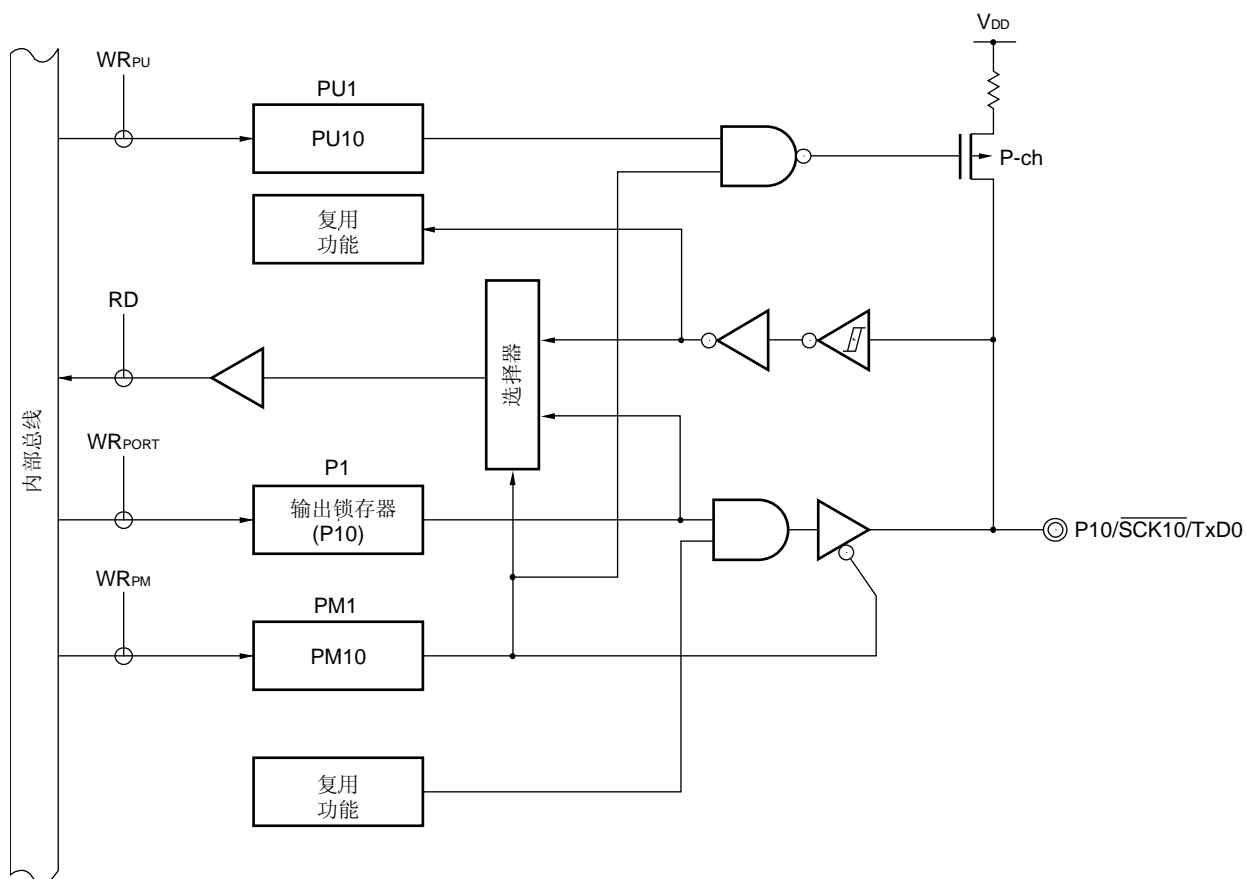 VDD
WRPU
PU1
PU10
P-ch
复用
功能
RD
选择器
内部总线
WRPORT
P1
输出锁存器
(P10)
P10/SCK10/TxD0
WRPM
PM1
PM10
复用
功能